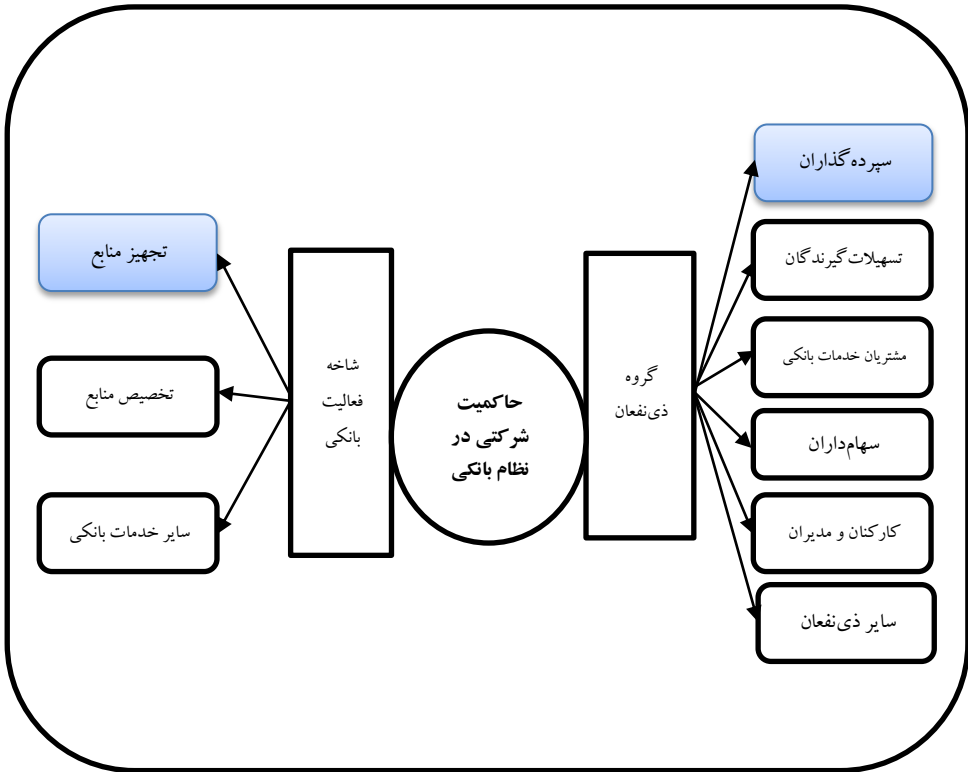 سپرده‌گذاران
تسهیلات‌گیرندگان
مشتریان خدمات بانکی
سهام‌داران
کارکنان و مدیران
سایر ذی‌نفعان
گروه
ذی‌نفعان
حاکمیت
شرکتی در
نظام بانکی
شاخه
فعالیت
بانکی
تجهیز منابع
تخصیص منابع
سایر خدمات بانکی